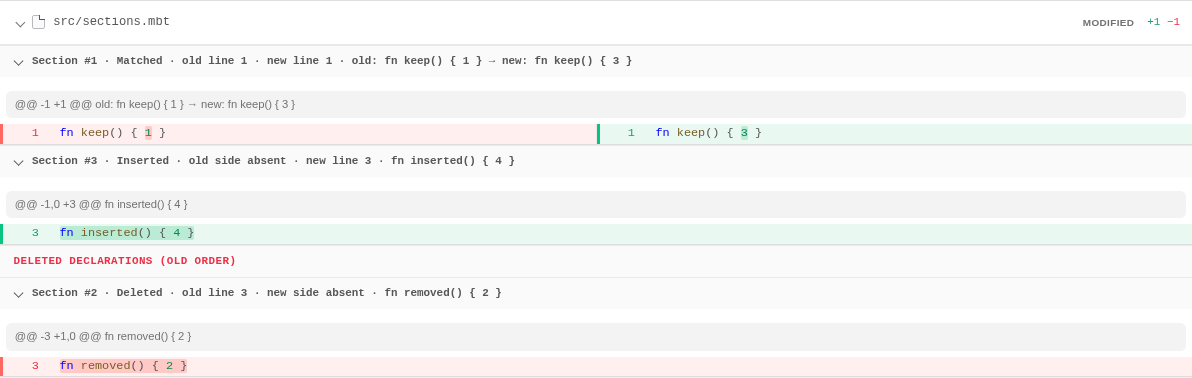 src/sections.mbt MODIFIED +1 −1
Section #1 · Matched · old line 1 · new line 1 · old: fn keep() { 1 } → new: fn keep() { 3 }
@@ -1 +1 @@ old: fn keep() { 1 } → new: fn keep() { 3 }
1 fn keep() { 1 } 1 fn keep() { 3 }
Section #3 · Inserted · old side absent · new line 3 · fn inserted() { 4 }
@@ -1,0 +3 @@ fn inserted() { 4 }
3 fn inserted() { 4 }
DELETED DECLARATIONS (OLD ORDER)
Section #2 · Deleted · old line 3 · new side absent · fn removed() { 2 }
@@ -3 +1,0 @@ fn removed() { 2 }
3 fn removed() { 2 }